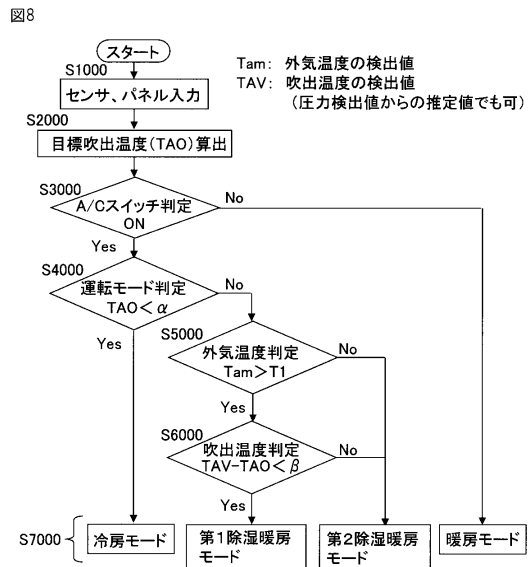 図8
スタート
Tam: 外気温度の検出値
TAV: 吹出温度の検出値
(圧力検出値からの推定値でも可)
S1000
センサ、パネル入力
S2000
目標吹出温度(TAO)算出
S3000
A/Cスイッチ判定
ON
No
Yes
S4000
運転モード判定
TAO<α
No
Yes
S5000
外気温度判定
Tam>T1
No
Yes
S6000
吹出温度判定
TAV-TAO<β
No
Yes
S7000
冷房モード
第1除湿暖房
モード
第2除湿暖房
モード
暖房モード